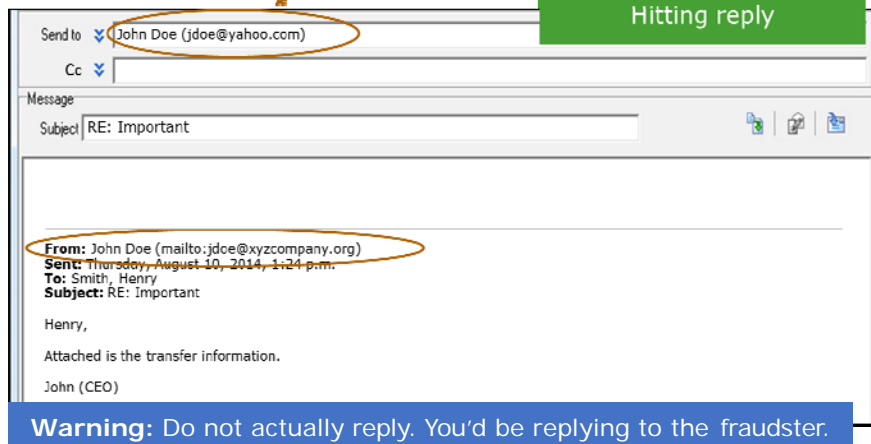 Hitting reply
Send to John Doe (jdoe@yahoo.com)
Cc
Message
Subject RE: Important
From: John Doe (mailto:jdoe@xyzcompany.org)
Sent: Thursday, August 10, 2014, 1:24 p.m.
To: Smith, Henry
Subject: RE: Important
Henry,
Attached is the transfer information.
John (CEO)
Warning: Do not actually reply. You'd be replying to the fraudster.